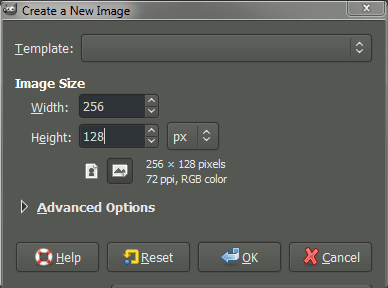 Create a New Image
Template:
Image Size
Width: 256
Height: 128 px
256 × 128 pixels
72 ppi, RGB color
Advanced Options
Help Reset OK Cancel